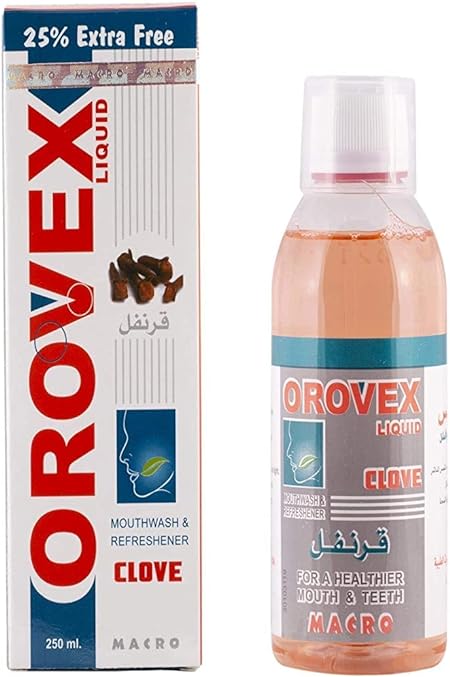 25% Extra Free
MACRO MACRO MACRO
OROVEX
LIQUID
قرنفل
MOUTHWASH &
REFRESHENER
CLOVE
250 ml.
MACRO
OROVEX
LIQUID
CLOVE
MOUTHWASH &
REFRESHENER
قرنفل
FOR A HEALTHIER
MOUTH & TEETH
MACRO